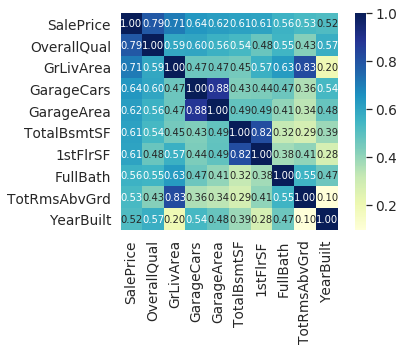 SalePrice 1.00 0.79 0.71 0.64 0.62 0.61 0.61 0.56 0.53 0.52
OverallQual 0.79 1.00 0.59 0.60 0.56 0.54 0.48 0.55 0.43 0.57
GrLivArea 0.71 0.59 1.00 0.47 0.47 0.45 0.57 0.63 0.83 0.20
GarageCars 0.64 0.60 0.47 1.00 0.88 0.43 0.44 0.47 0.36 0.54
GarageArea 0.62 0.56 0.47 0.88 1.00 0.49 0.49 0.41 0.34 0.48
TotalBsmtSF 0.61 0.54 0.45 0.43 0.49 1.00 0.82 0.32 0.29 0.39
1stFlrSF 0.61 0.48 0.57 0.44 0.49 0.82 1.00 0.38 0.41 0.28
FullBath 0.56 0.55 0.63 0.47 0.41 0.32 0.38 1.00 0.55 0.47
TotRmsAbvGrd 0.53 0.43 0.83 0.36 0.34 0.29 0.41 0.55 1.00 0.10
YearBuilt 0.52 0.57 0.20 0.54 0.48 0.39 0.28 0.47 0.10 1.00
SalePrice
OverallQual
GrLivArea
GarageCars
GarageArea
TotalBsmtSF
1stFlrSF
FullBath
TotRmsAbvGrd
YearBuilt
1.0
0.8
0.6
0.4
0.2